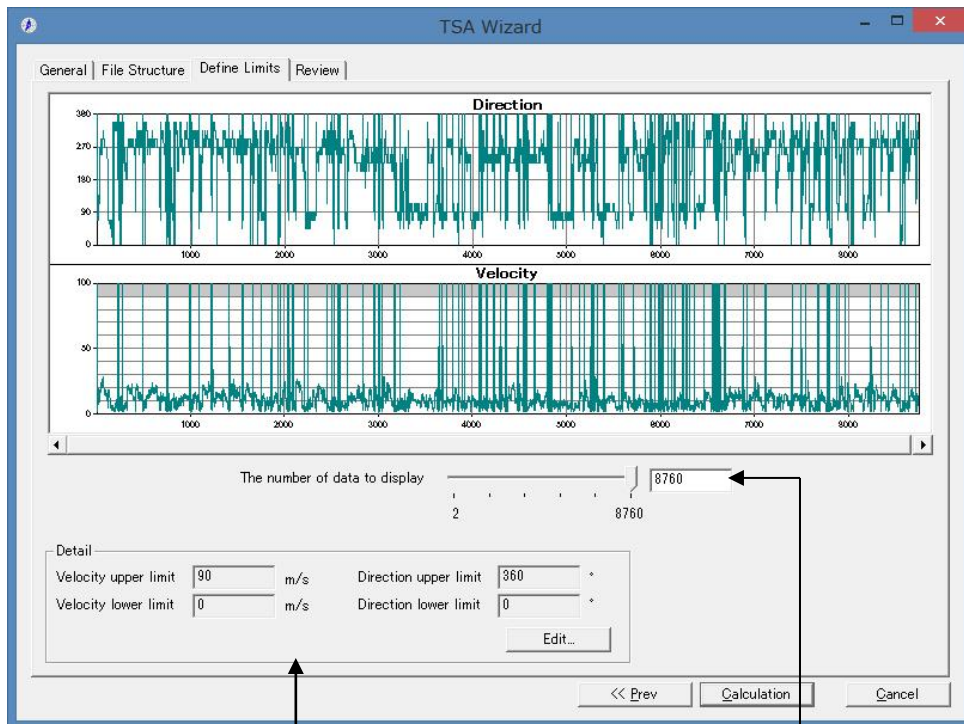 TSA Wizard
General File Structure Define Limits Review
Direction
360
270
180
90
0
1000 2000 3000 4000 5000 6000 7000 8000
Velocity
100
50
0
1000 2000 3000 4000 5000 6000 7000 8000
The number of data to display 8760
2 8760
Detail
Velocity upper limit 90 m/s Direction upper limit 360 °
Velocity lower limit 0 m/s Direction lower limit 0 °
Edit...
<< Prev Calculation Cancel